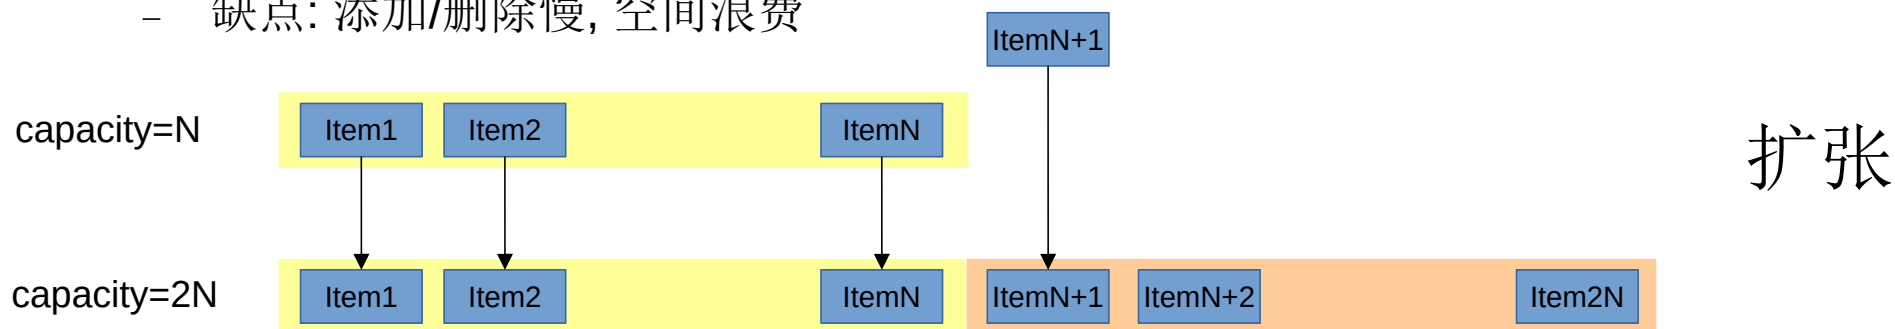 – 缺点: 添加/删除慢, 空间浪费
ItemN+1
capacity=N Item1 Item2 ItemN
扩张
capacity=2N Item1 Item2 ItemN ItemN+1 ItemN+2 Item2N